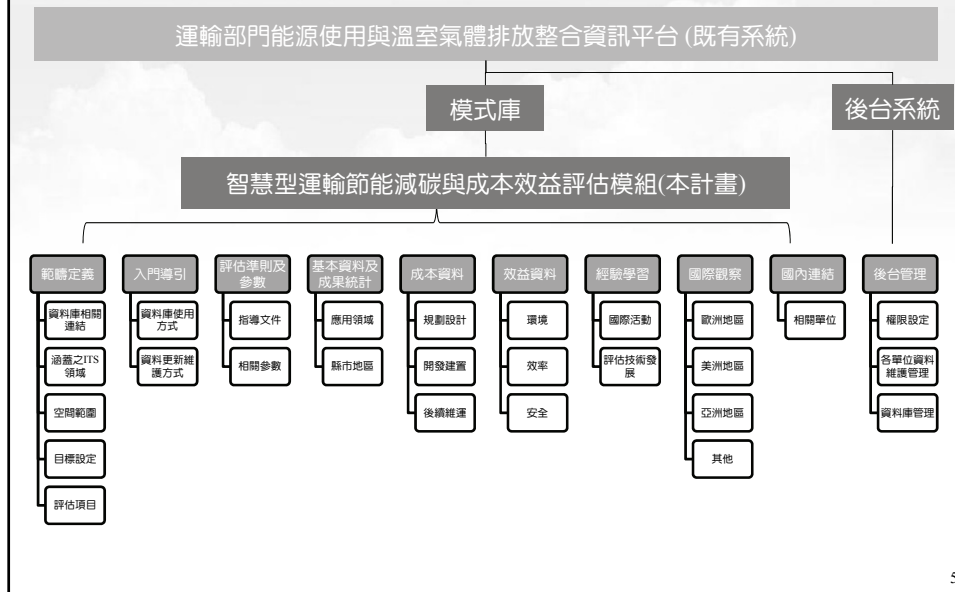 運輸部門能源使用與溫室氣體排放整合資訊平台 (既有系統)
模式庫
後台系統
智慧型運輸節能減碳與成本效益評估模組(本計畫)
範疇定義
資料庫相關
連結
涵蓋之ITS
領域
空間範圍
目標設定
評估項目
入門導引
資料庫使用
方式
資料更新維
護方式
評估準則及
參數
指導文件
相關參數
基本資料及
成果統計
應用領域
縣市地區
成本資料
規劃設計
開發建置
後續維運
效益資料
環境
效率
安全
經驗學習
國際活動
評估技術發
展
國際觀察
歐洲地區
美洲地區
亞洲地區
其他
國內連結
相關單位
後台管理
權限設定
各單位資料
維護管理
資料庫管理
5